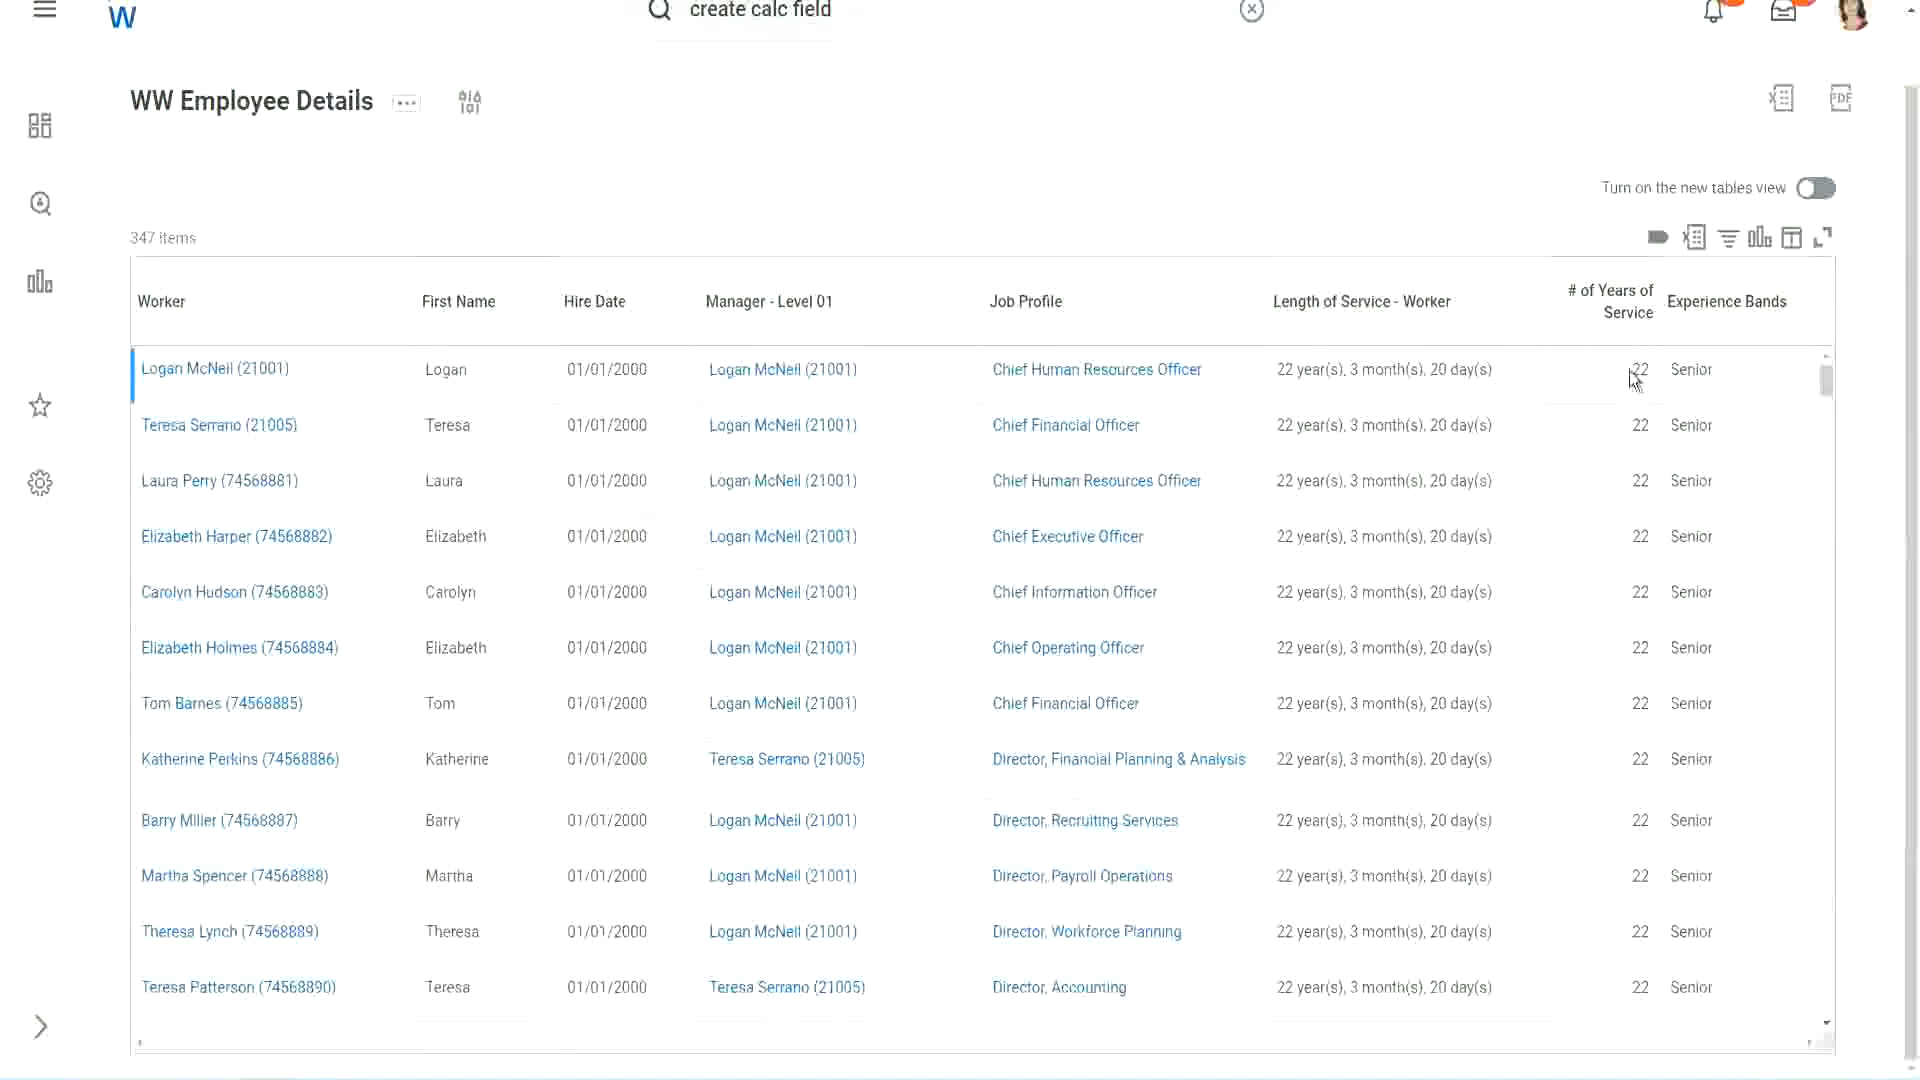 W
create calc field
WW Employee Details
PDF
Turn on the new tables view
347 items
Worker First Name Hire Date Manager - Level 01 Job Profile Length of Service - Worker # of Years of Service Experience Bands
Logan McNeil (21001) Logan 01/01/2000 Logan McNeil (21001) Chief Human Resources Officer 22 year(s), 3 month(s), 20 day(s) 22 Senior
Teresa Serrano (21005) Teresa 01/01/2000 Logan McNeil (21001) Chief Financial Officer 22 year(s), 3 month(s), 20 day(s) 22 Senior
Laura Perry (74568881) Laura 01/01/2000 Logan McNeil (21001) Chief Human Resources Officer 22 year(s), 3 month(s), 20 day(s) 22 Senior
Elizabeth Harper (74568882) Elizabeth 01/01/2000 Logan McNeil (21001) Chief Executive Officer 22 year(s), 3 month(s), 20 day(s) 22 Senior
Carolyn Hudson (74568883) Carolyn 01/01/2000 Logan McNeil (21001) Chief Information Officer 22 year(s), 3 month(s), 20 day(s) 22 Senior
Elizabeth Holmes (74568884) Elizabeth 01/01/2000 Logan McNeil (21001) Chief Operating Officer 22 year(s), 3 month(s), 20 day(s) 22 Senior
Tom Barnes (74568885) Tom 01/01/2000 Logan McNeil (21001) Chief Financial Officer 22 year(s), 3 month(s), 20 day(s) 22 Senior
Katherine Perkins (74568886) Katherine 01/01/2000 Teresa Serrano (21005) Director, Financial Planning & Analysis 22 year(s), 3 month(s), 20 day(s) 22 Senior
Barry Miller (74568887) Barry 01/01/2000 Logan McNeil (21001) Director, Recruiting Services 22 year(s), 3 month(s), 20 day(s) 22 Senior
Martha Spencer (74568888) Martha 01/01/2000 Logan McNeil (21001) Director, Payroll Operations 22 year(s), 3 month(s), 20 day(s) 22 Senior
Theresa Lynch (74568889) Theresa 01/01/2000 Logan McNeil (21001) Director, Workforce Planning 22 year(s), 3 month(s), 20 day(s) 22 Senior
Teresa Patterson (74568890) Teresa 01/01/2000 Teresa Serrano (21005) Director, Accounting 22 year(s), 3 month(s), 20 day(s) 22 Senior